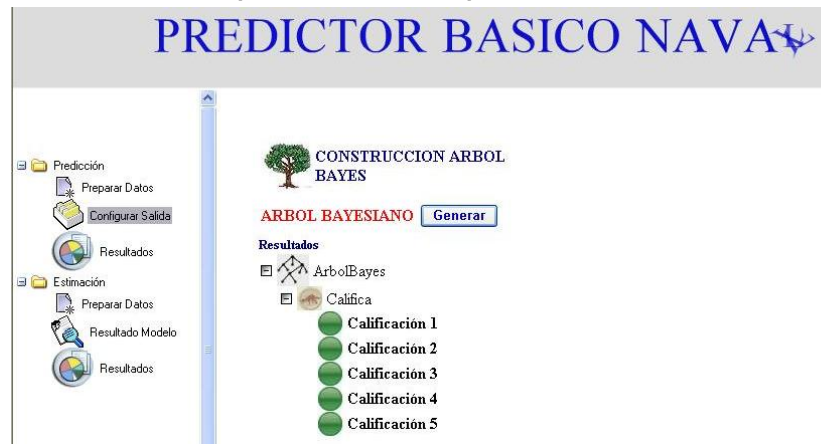 PREDICTOR BASICO NAVAL
Predicción
Preparar Datos
Configurar Salida
Resultados
Estimación
Preparar Datos
Resultado Modelo
Resultados
CONSTRUCCION ARBOL
BAYES
ARBOL BAYESIANO Generar
Resultados
ArbolBayes
Califica
Calificación 1
Calificación 2
Calificación 3
Calificación 4
Calificación 5